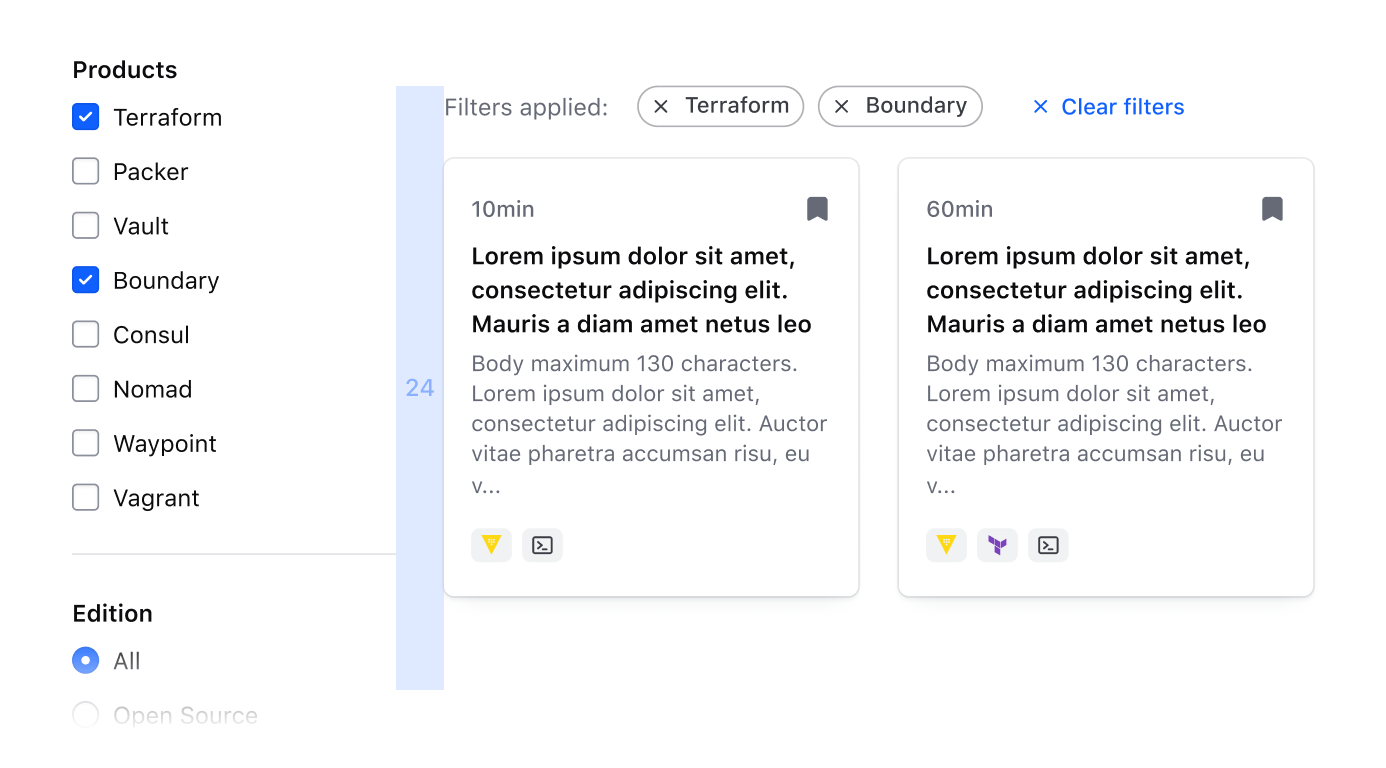 Products
Terraform
Packer
Vault
Boundary
Consul
Nomad
Waypoint
Vagrant
Edition
All
Open Source
24
Filters applied: Terraform Boundary Clear filters
10min
Lorem ipsum dolor sit amet,
consectetur adipiscing elit.
Mauris a diam amet netus leo
Body maximum 130 characters.
Lorem ipsum dolor sit amet,
consectetur adipiscing elit. Auctor
vitae pharetra accumsan risu, eu
v...
60min
Lorem ipsum dolor sit amet,
consectetur adipiscing elit.
Mauris a diam amet netus leo
Body maximum 130 characters.
Lorem ipsum dolor sit amet,
consectetur adipiscing elit. Auctor
vitae pharetra accumsan risu, eu
v...